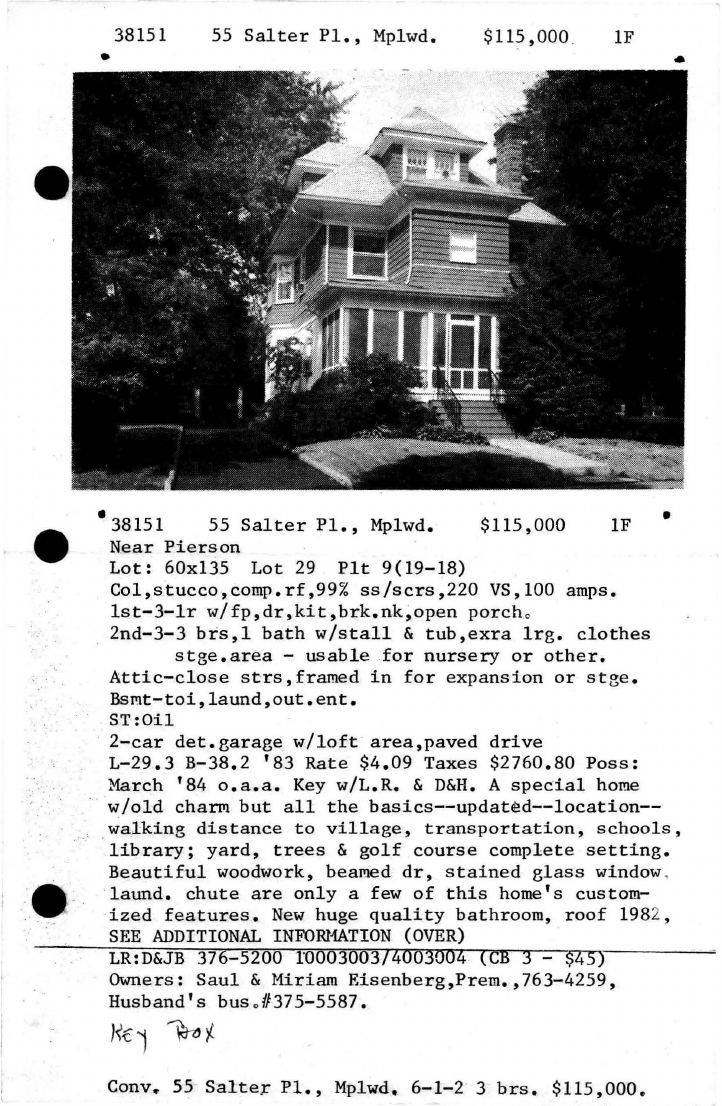 38151 55 Salter Pl., Mplwd. $115,000 1F
38151 55 Salter Pl., Mplwd. $115,000 1F
Near Pierson
Lot: 60x135 Lot 29 Plt 9(19-18)
Col,stucco,comp.rf,99% ss/scrs,220 VS,100 amps.
1st-3-lr w/fp,dr,kit,brk.nk,open porch.
2nd-3-3 brs,1 bath w/stall & tub,exra lrg. clothes
stge.area - usable for nursery or other.
Attic-close strs,framed in for expansion or stge.
Bsmt-toi,laund,out.ent.
ST:Oil
2-car det.garage w/loft area,paved drive
L-29.3 B-38.2 '83 Rate $4.09 Taxes $2760.80 Poss:
March '84 o.a.a. Key w/L.R. & D&H. A special home
w/old charm but all the basics--updated--location--
walking distance to village, transportation, schools,
library; yard, trees & golf course complete setting.
Beautiful woodwork, beamed dr, stained glass window,
laund. chute are only a few of this home's custom-
ized features. New huge quality bathroom, roof 1982,
SEE ADDITIONAL INFORMATION (OVER)
LR:D&JB 376-5200 10003003/4003004 (CB 3 - $45)
Owners: Saul & Miriam Eisenberg,Prem.,763-4259,
Husband's bus.#375-5587.
KEY BOX
Conv. 55 Salter Pl., Mplwd. 6-1-2 3 brs. $115,000.